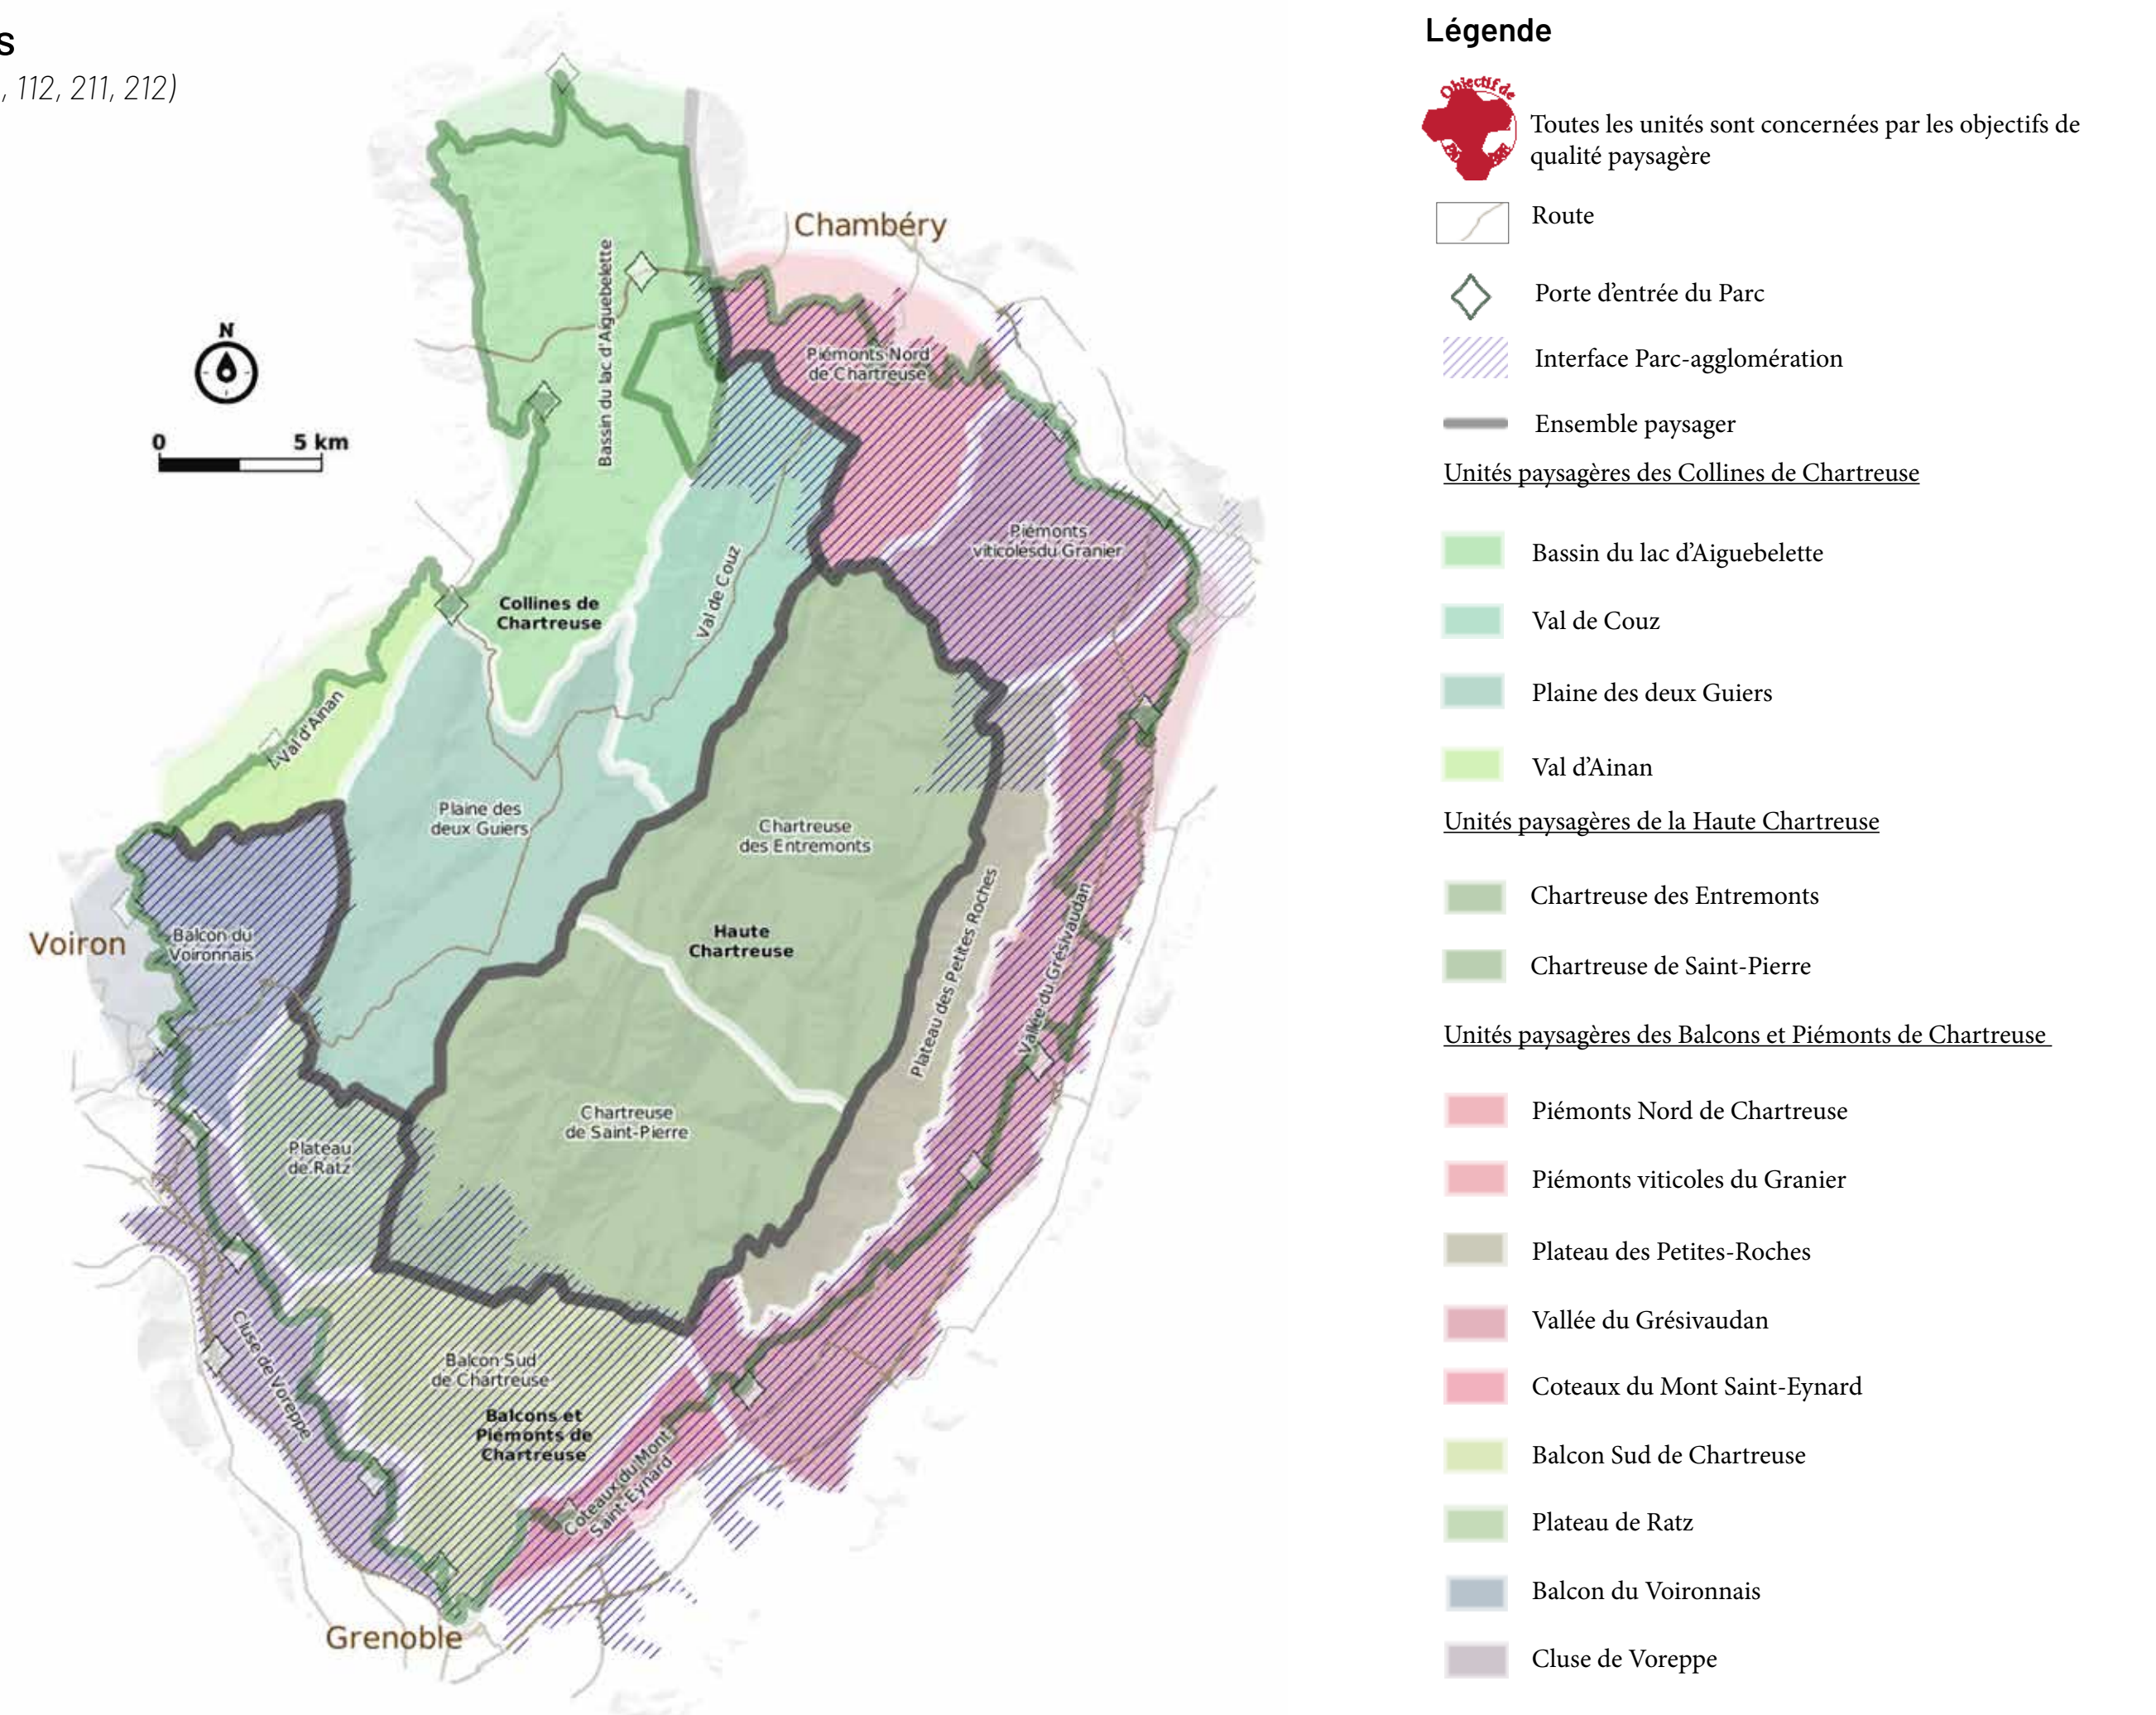 s
, 112, 211, 212)
Chambéry
Bassin du lac d'Aiguebelette
Piémonts Nord
de Chartreuse
N
0 5 km
Piémonts
viticolesdu Granier
Val de Couz
Collines de
Chartreuse
Val d'Ainan
Plaine des
deux Guiers
Chartreuse
des Entremonts
Voiron
Balcon du
Voironnais
Haute
Chartreuse
Plateau des Petites Roches
Vallée du Grésivaudan
Chartreuse
de Saint-Pierre
Plateau
de Ratz
Cluse de Voreppe
Balcon Sud
de Chartreuse
Balcons et
Piémonts de
Chartreuse
Coteaux du Mont
Saint-Eynard
Grenoble
Légende
Objectif de
Toutes les unités sont concernées par les objectifs de
qualité paysagère
Route
Porte d'entrée du Parc
Interface Parc-agglomération
Ensemble paysager
Unités paysagères des Collines de Chartreuse
Bassin du lac d'Aiguebelette
Val de Couz
Plaine des deux Guiers
Val d'Ainan
Unités paysagères de la Haute Chartreuse
Chartreuse des Entremonts
Chartreuse de Saint-Pierre
Unités paysagères des Balcons et Piémonts de Chartreuse
Piémonts Nord de Chartreuse
Piémonts viticoles du Granier
Plateau des Petites-Roches
Vallée du Grésivaudan
Coteaux du Mont Saint-Eynard
Balcon Sud de Chartreuse
Plateau de Ratz
Balcon du Voironnais
Cluse de Voreppe